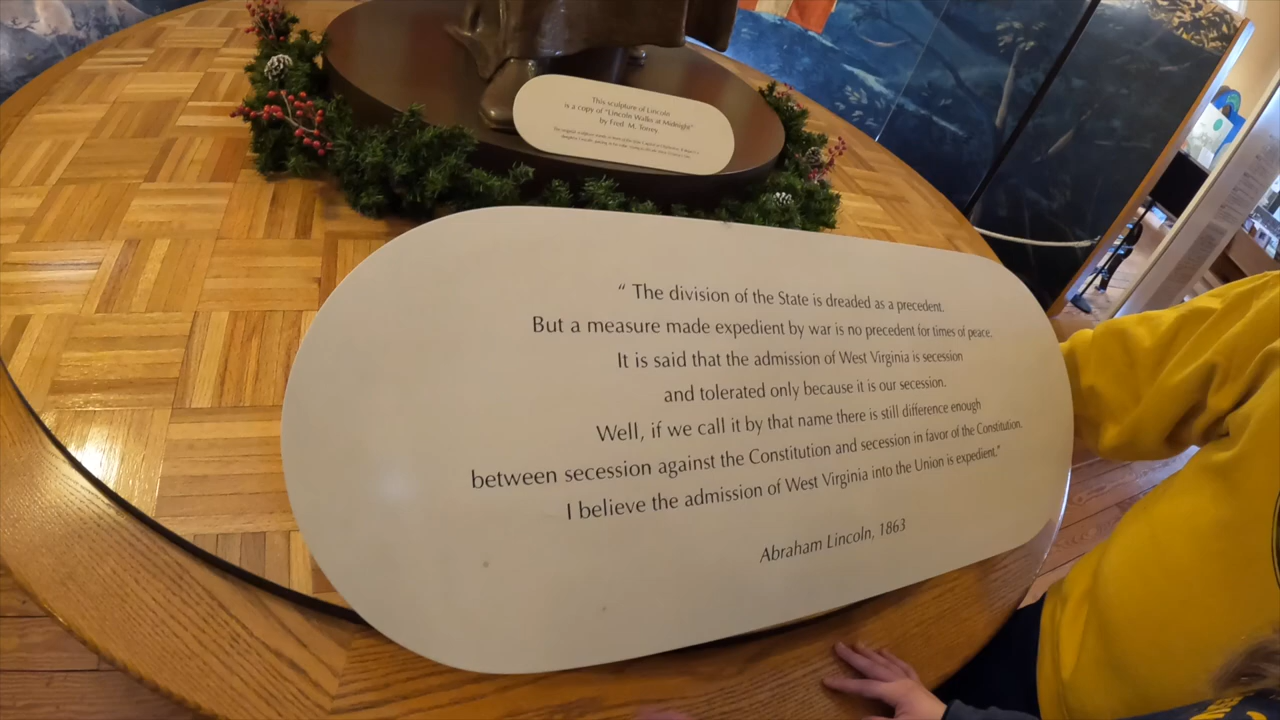 This sculpture of Lincoln
is a copy of "Lincoln Walks at Midnight"
by Fred. M. Torrey
“ The division of the State is dreaded as a precedent.
But a measure made expedient by war is no precedent for times of peace.
It is said that the admission of West Virginia is secession
and tolerated only because it is our secession.
Well, if we call it by that name there is still difference enough
between secession against the Constitution and secession in favor of the Constitution.
I believe the admission of West Virginia into the Union is expedient.”
Abraham Lincoln, 1863